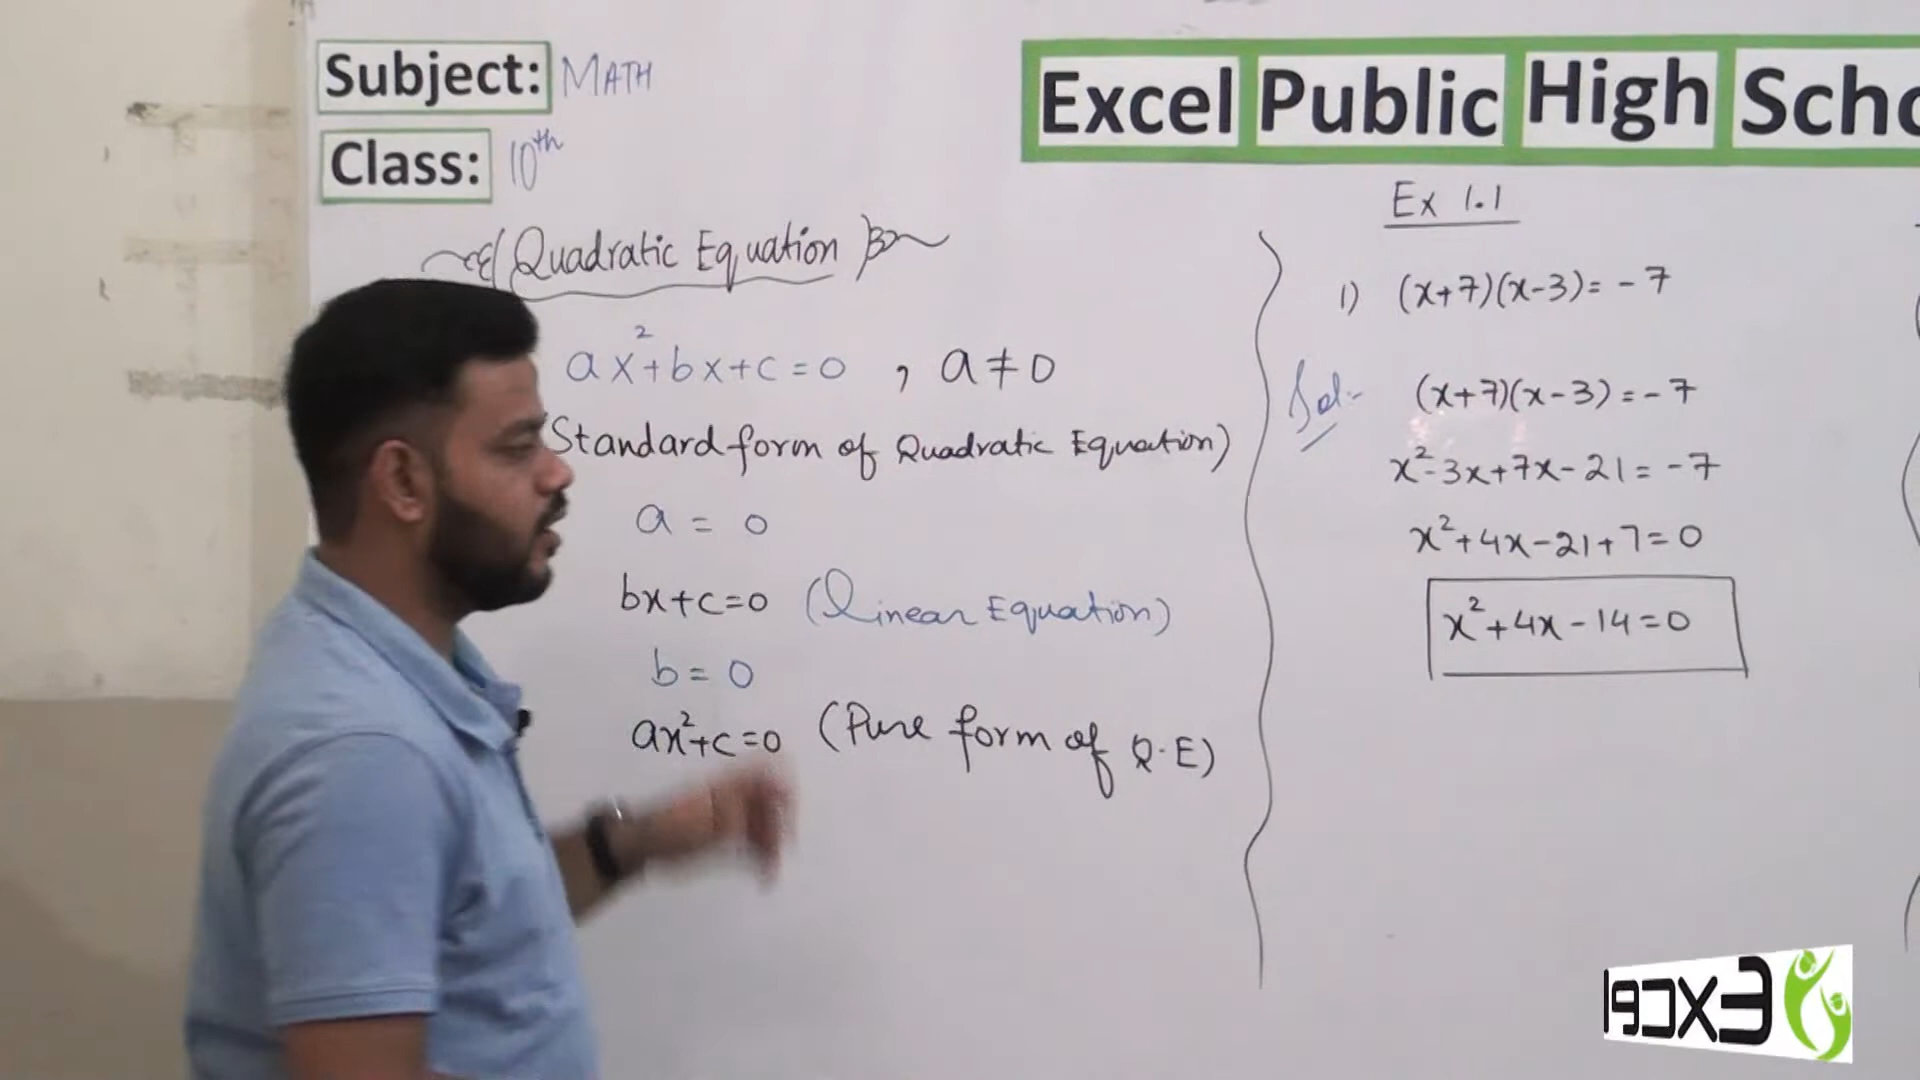 Subject: MATH
Class: 10th
Excel Public High Scho
Quadratic Equation
ax²+bx+c=0 , a≠0
(Standard form of Quadratic Equation)
a = 0
bx+c=0 (Linear Equation)
b = 0
ax²+c=0 (Pure form of Q.E)
Ex 1.1
1) (x+7)(x-3)= -7
Sol:- (x+7)(x-3)=-7
x²-3x+7x-21=-7
x²+4x-21+7=0
x²+4x-14=0